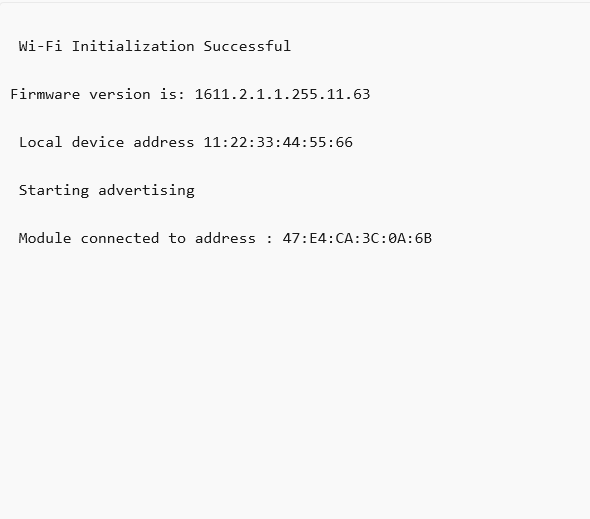 Wi-Fi Initialization Successful
Firmware version is: 1611.2.1.1.255.11.63
Local device address 11:22:33:44:55:66
Starting advertising
Module connected to address : 47:E4:CA:3C:0A:6B